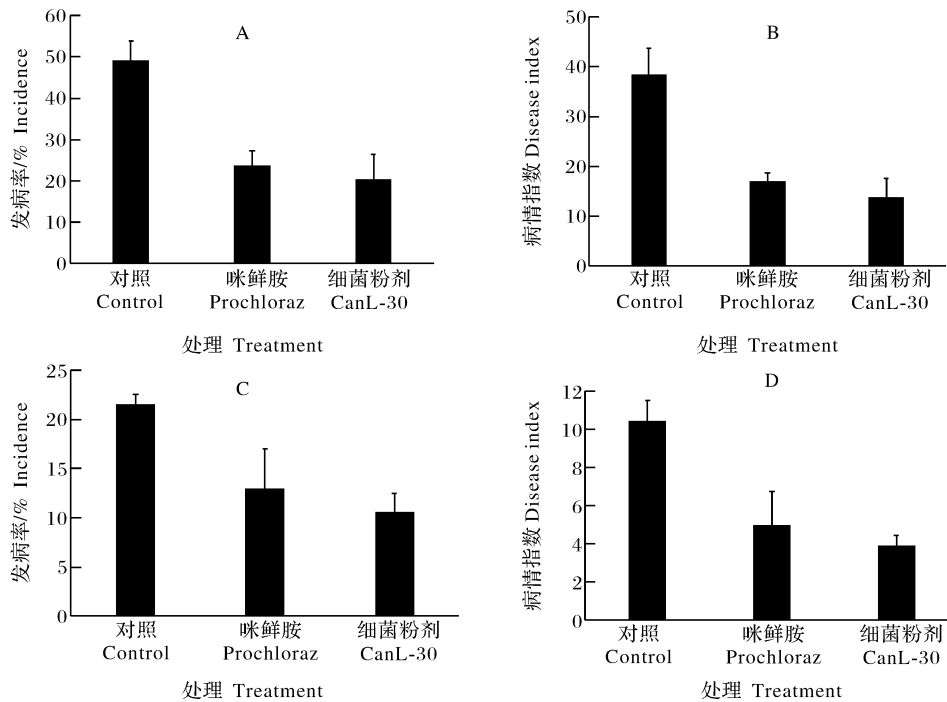 A
发病率/% Incidence
60
50
40
30
20
10
0
对照 咪鲜胺 细菌粉剂
Control Prochloraz CanL-30
处理 Treatment
B
病情指数 Disease index
50
40
30
20
10
0
对照 咪鲜胺 细菌粉剂
Control Prochloraz CanL-30
处理 Treatment
C
发病率/% Incidence
25
20
15
10
5
0
对照 咪鲜胺 细菌粉剂
Control Prochloraz CanL-30
处理 Treatment
D
病情指数 Disease index
12
10
8
6
4
2
0
对照 咪鲜胺 细菌粉剂
Control Prochloraz CanL-30
处理 Treatment